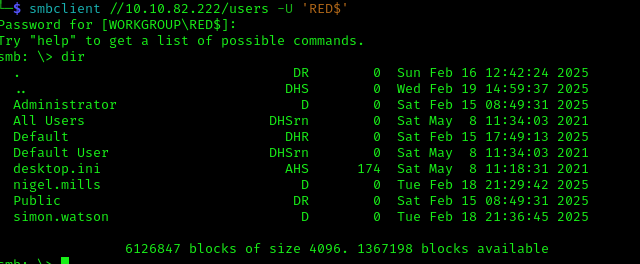 └─$ smbclient //10.10.82.222/users -U 'RED$'
Password for [WORKGROUP\RED$]:
Try "help" to get a list of possible commands.
smb: \> dir
  .                                  DR        0  Sun Feb 16 12:42:24 2025
  ..                                DHS        0  Wed Feb 19 14:59:37 2025
  Administrator                       D        0  Sat Feb 15 08:49:31 2025
  All Users                       DHSrn        0  Sat May  8 11:34:03 2021
  Default                           DHR        0  Sat Feb 15 17:49:13 2025
  Default User                    DHSrn        0  Sat May  8 11:34:03 2021
  desktop.ini                       AHS      174  Sat May  8 11:18:31 2021
  nigel.mills                         D        0  Tue Feb 18 21:29:42 2025
  Public                             DR        0  Sat Feb 15 08:49:31 2025
  simon.watson                        D        0  Tue Feb 18 21:36:45 2025
                6126847 blocks of size 4096. 1367198 blocks available
smb: \>